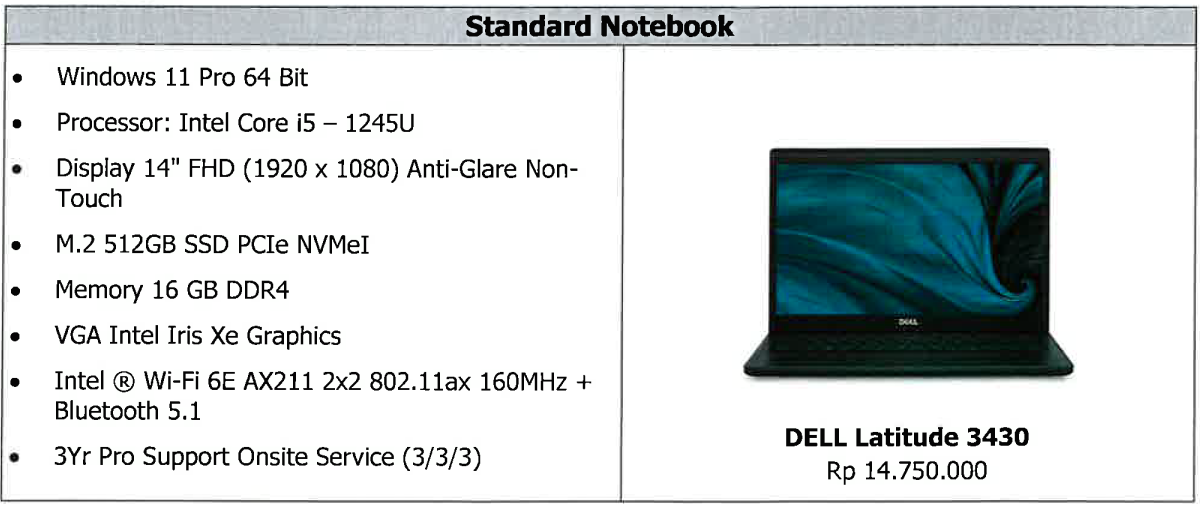 Standard Notebook
• Windows 11 Pro 64 Bit
• Processor: Intel Core i5 – 1245U
• Display 14" FHD (1920 x 1080) Anti-Glare Non-
Touch
• M.2 512GB SSD PCIe NVMeI
• Memory 16 GB DDR4
• VGA Intel Iris Xe Graphics
• Intel ® Wi-Fi 6E AX211 2x2 802.11ax 160MHz +
Bluetooth 5.1
• 3Yr Pro Support Onsite Service (3/3/3)
DELL
DELL Latitude 3430
Rp 14.750.000